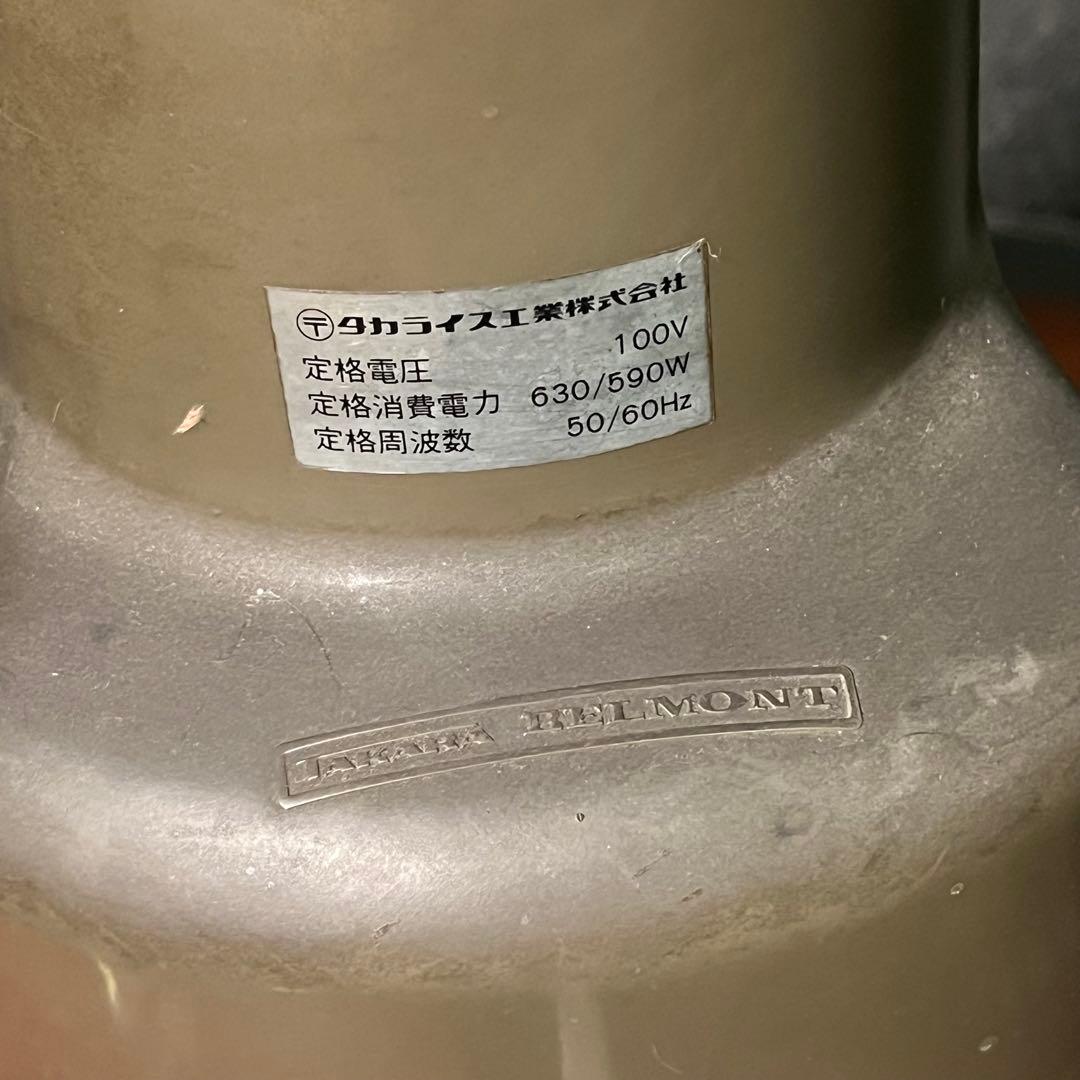 〒タカライス工業株式会社
定格電圧 100V
定格消費電力 630/590W
定格周波数 50/60Hz
TAKARA BELMONT